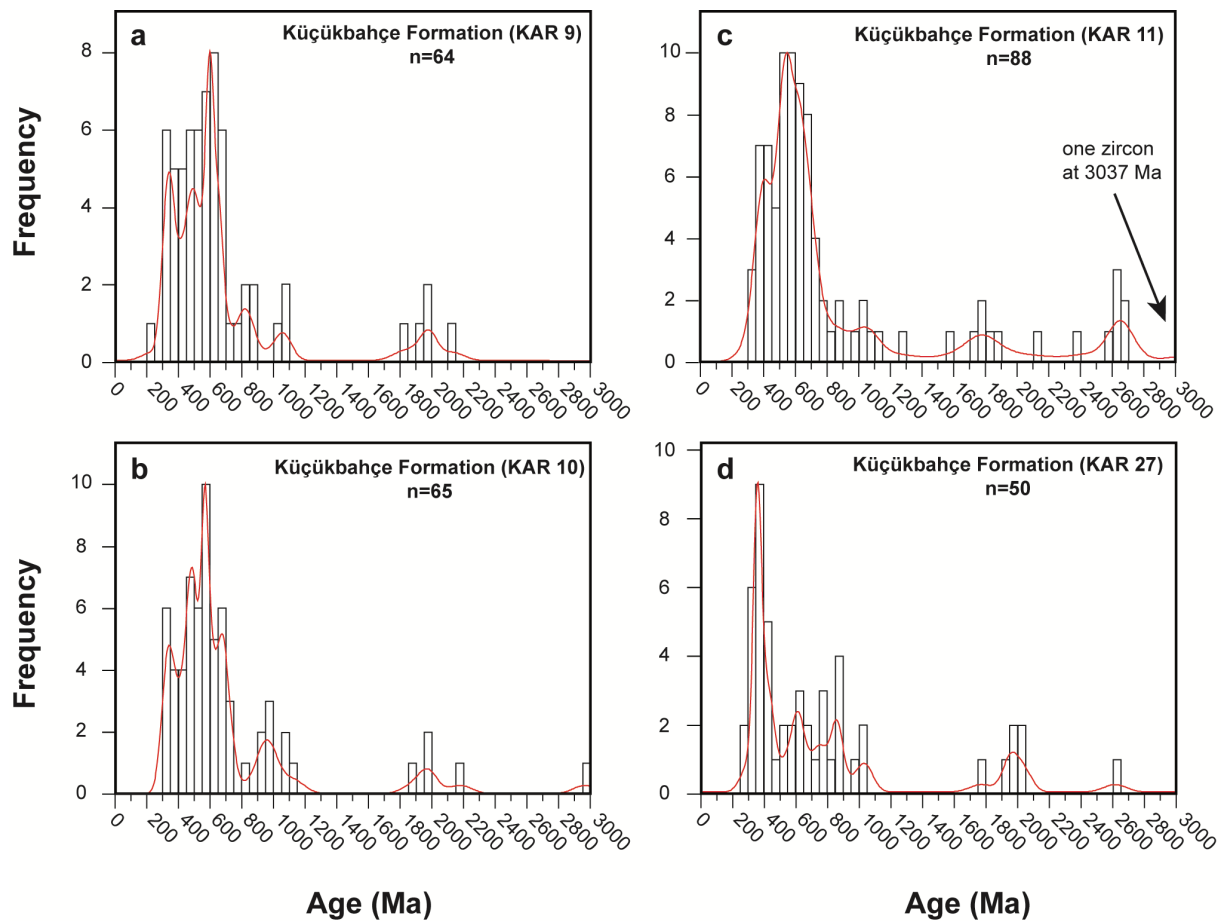 a
Küçükbahçe Formation (KAR 9)
n=64
Frequency
8
6
4
2
0
0 200 400 600 800 1000 1200 1400 1600 1800 2000 2200 2400 2600 2800 3000
c
Küçükbahçe Formation (KAR 11)
n=88
one zircon
at 3037 Ma
10
8
6
4
2
0
0 200 400 600 800 1000 1200 1400 1600 1800 2000 2200 2400 2600 2800 3000
b
Küçükbahçe Formation (KAR 10)
n=65
Frequency
10
8
6
4
2
0
0 200 400 600 800 1000 1200 1400 1600 1800 2000 2200 2400 2600 2800 3000
Age (Ma)
d
Küçükbahçe Formation (KAR 27)
n=50
10
8
6
4
2
0
0 200 400 600 800 1000 1200 1400 1600 1800 2000 2200 2400 2600 2800 3000
Age (Ma)